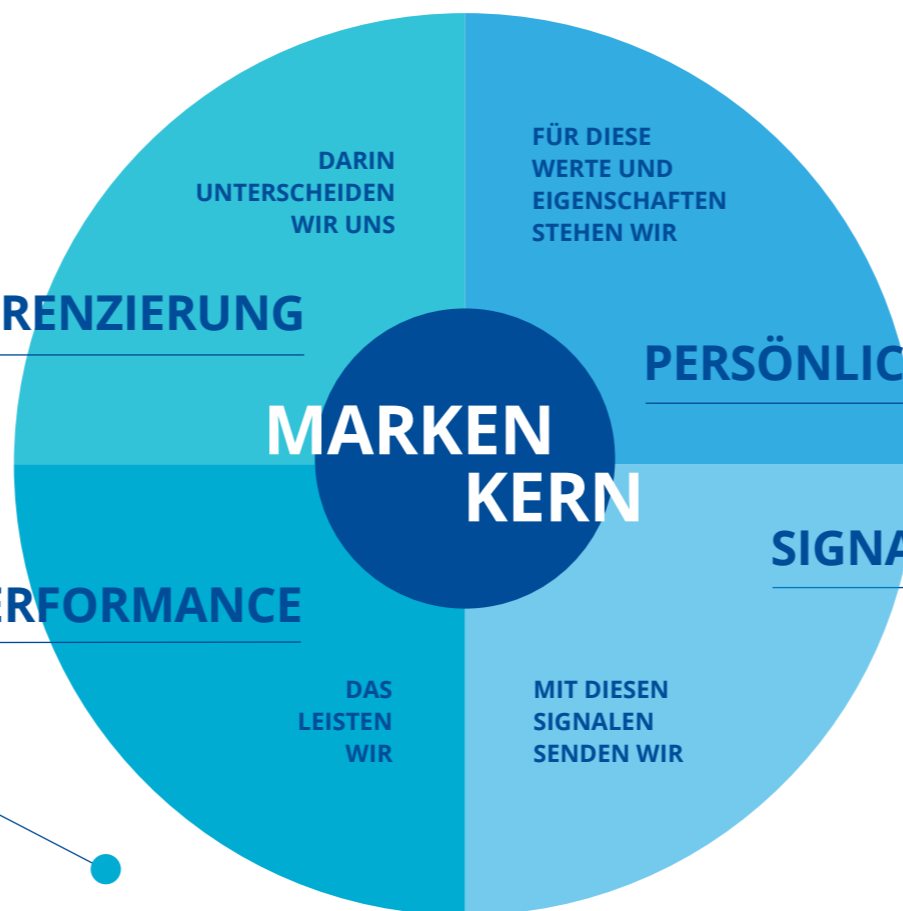 DARIN
UNTERSCHEIDEN
WIR UNS
FÜR DIESE
WERTE UND
EIGENSCHAFTEN
STEHEN WIR
RENZIERUNG
PERSÖNLIC
MARKEN
KERN
SIGNA
ERFORMANCE
DAS
LEISTEN
WIR
MIT DIESEN
SIGNALEN
SENDEN WIR